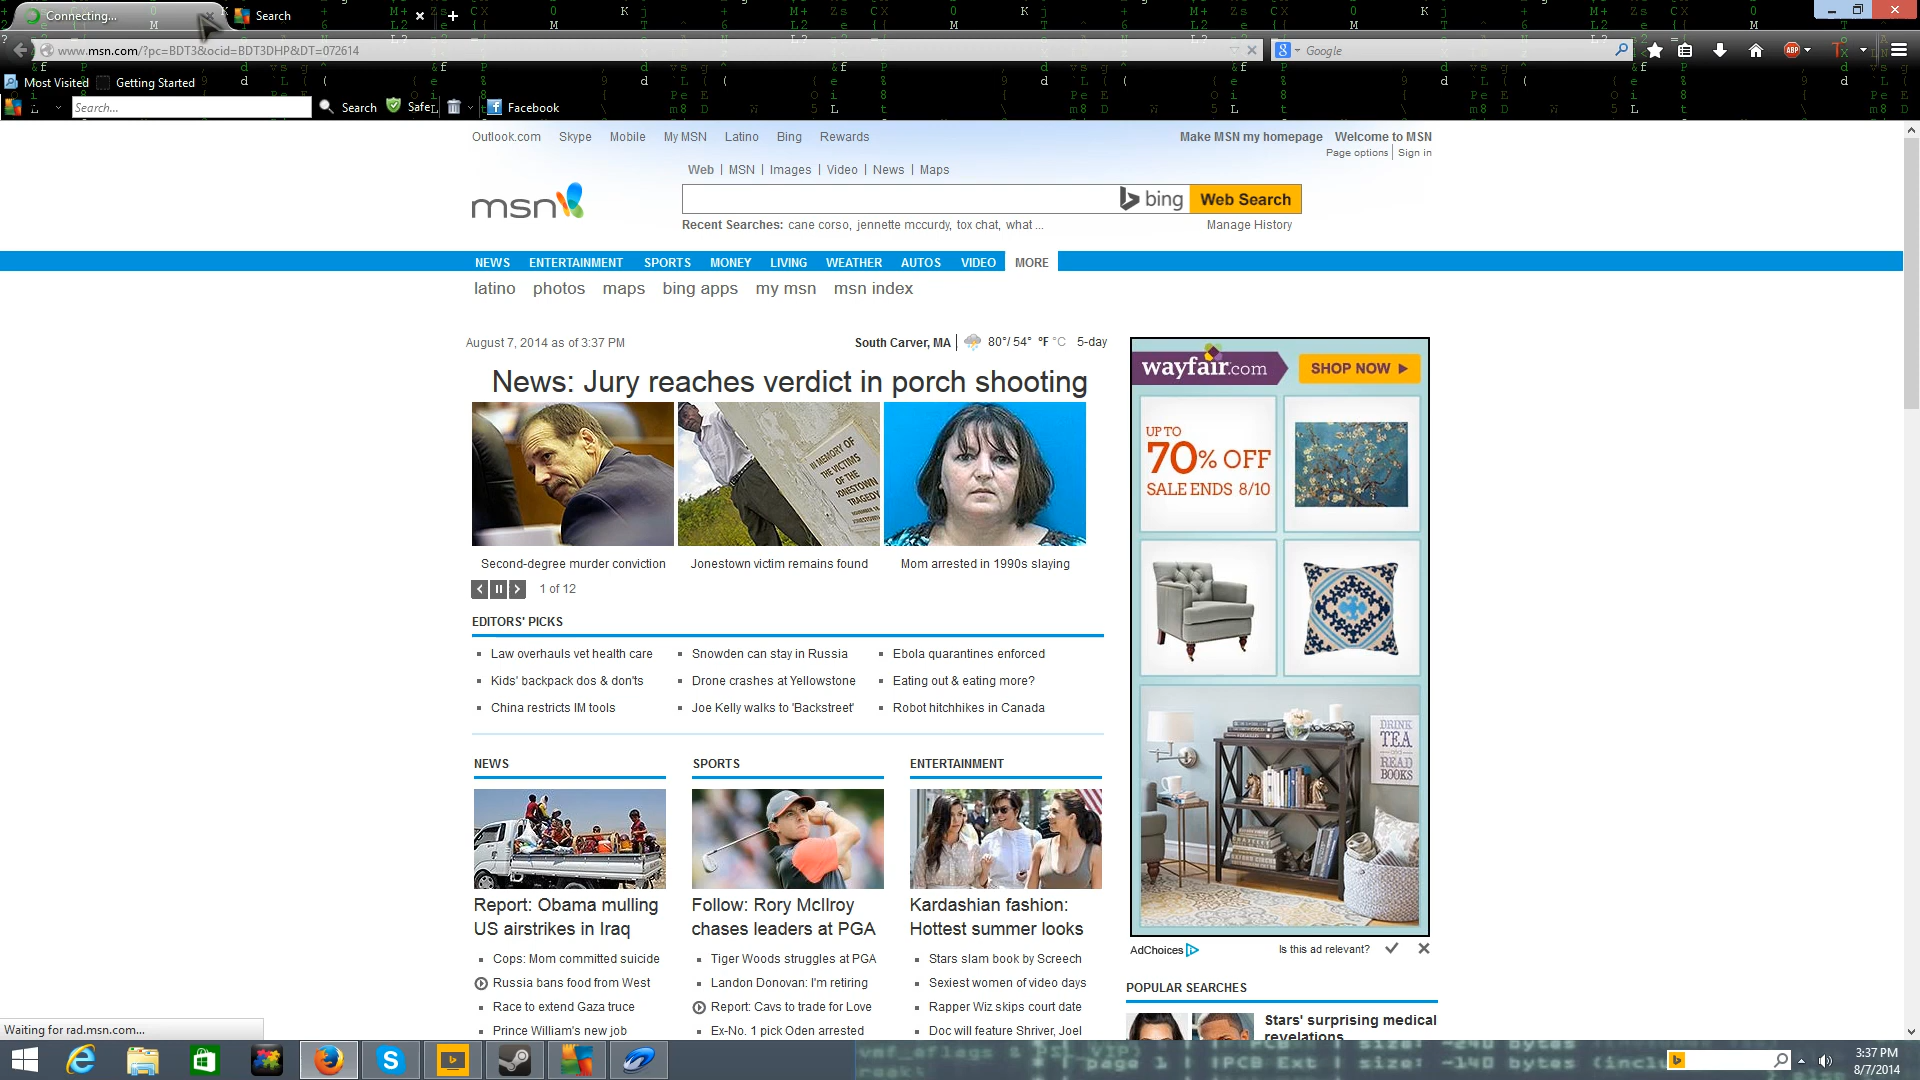 Connecting...
Search
www.msn.com/?pc=BDT3&ocid=BDT3DHP&DT=072614
Google
Most Visited Getting Started
Search... Search Safe Facebook
Outlook.com Skype Mobile My MSN Latino Bing Rewards
Make MSN my homepage Welcome to MSN
Page options Sign in
Web | MSN | Images | Video | News | Maps
msn
bing Web Search
Recent Searches: cane corso, jennette mccurdy, tox chat, what ... Manage History
NEWS ENTERTAINMENT SPORTS MONEY LIVING WEATHER AUTOS VIDEO MORE
latino photos maps bing apps my msn msn index
August 7, 2014 as of 3:37 PM
South Carver, MA 80°/ 54° °F °C 5-day
News: Jury reaches verdict in porch shooting
IN MEMORY OF
THE VICTIMS
OF THE
JONESTOWN
TRAGEDY
Second-degree murder conviction
Jonestown victim remains found
Mom arrested in 1990s slaying
1 of 12
EDITORS' PICKS
Law overhauls vet health care
Snowden can stay in Russia
Ebola quarantines enforced
Kids' backpack dos & don'ts
Drone crashes at Yellowstone
Eating out & eating more?
China restricts IM tools
Joe Kelly walks to 'Backstreet'
Robot hitchhikes in Canada
NEWS
Report: Obama mulling
US airstrikes in Iraq
Cops: Mom committed suicide
Russia bans food from West
Race to extend Gaza truce
Prince William's new job
SPORTS
Follow: Rory McIlroy
chases leaders at PGA
Tiger Woods struggles at PGA
Landon Donovan: I'm retiring
Report: Cavs to trade for Love
Ex-No. 1 pick Oden arrested
ENTERTAINMENT
Kardashian fashion:
Hottest summer looks
Stars slam book by Screech
Sexiest women of video days
Rapper Wiz skips court date
Doc will feature Shriver, Joel
wayfair.com SHOP NOW
UP TO
70% OFF
SALE ENDS 8/10
DRINK
TEA
and
READ
BOOKS
AdChoices Is this ad relevant?
POPULAR SEARCHES
Stars' surprising medical
revelations
Waiting for rad.msn.com...
page 1 | IPCB Ext | size: -140 bytes
3:37 PM
8/7/2014